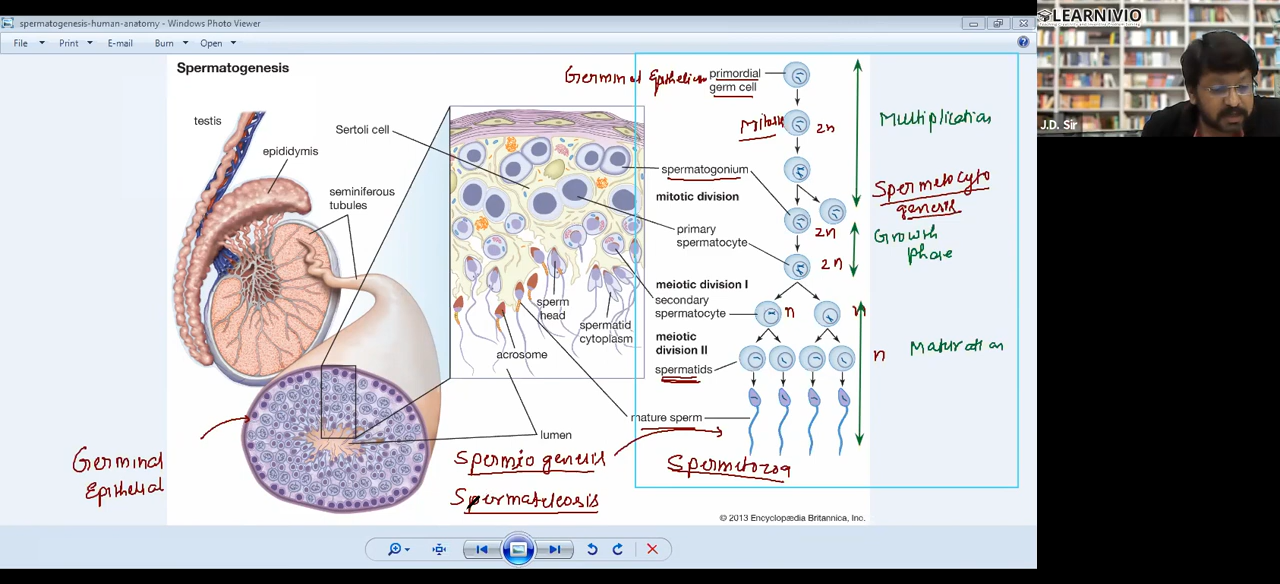 spermatogenesis-human-anatomy - Windows Photo Viewer
File Print E-mail Burn Open
LEARNIVIO
J.D. Sir
Spermatogenesis
testis
epididymis
seminiferous
tubules
Sertoli cell
sperm
head
spermatid
cytoplasm
acrosome
lumen
Germinal Epithelium
primordial
germ cell
Mitosis
2n
spermatogonium
mitotic division
2n
primary
spermatocyte
2n
meiotic division I
secondary
spermatocyte
n
n
meiotic
division II
spermatids
n
mature sperm
Multiplication
Spermetocyto
genesis
Growth
phase
Maturation
Germinal
Epithelial
Spermiogenesis
Spermateleosis
Spermetozoa
© 2013 Encyclopædia Britannica, Inc.